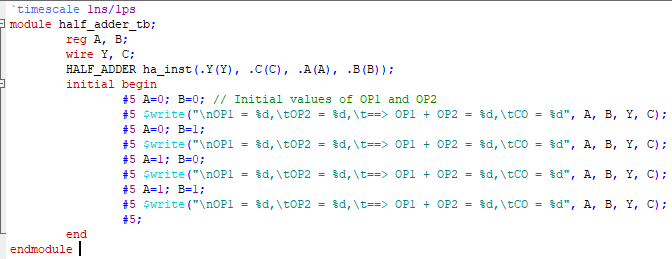 `timescale 1ns/1ps
module half_adder_tb;
reg A, B;
wire Y, C;
HALF_ADDER ha_inst(.Y(Y), .C(C), .A(A), .B(B));
initial begin
#5 A=0; B=0; // Initial values of OP1 and OP2
#5 $write("\nOP1 = %d,\tOP2 = %d,\t==> OP1 + OP2 = %d,\tCO = %d", A, B, Y, C);
#5 A=0; B=1;
#5 $write("\nOP1 = %d,\tOP2 = %d,\t==> OP1 + OP2 = %d,\tCO = %d", A, B, Y, C);
#5 A=1; B=0;
#5 $write("\nOP1 = %d,\tOP2 = %d,\t==> OP1 + OP2 = %d,\tCO = %d", A, B, Y, C);
#5 A=1; B=1;
#5 $write("\nOP1 = %d,\tOP2 = %d,\t==> OP1 + OP2 = %d,\tCO = %d", A, B, Y, C);
#5;
end
endmodule